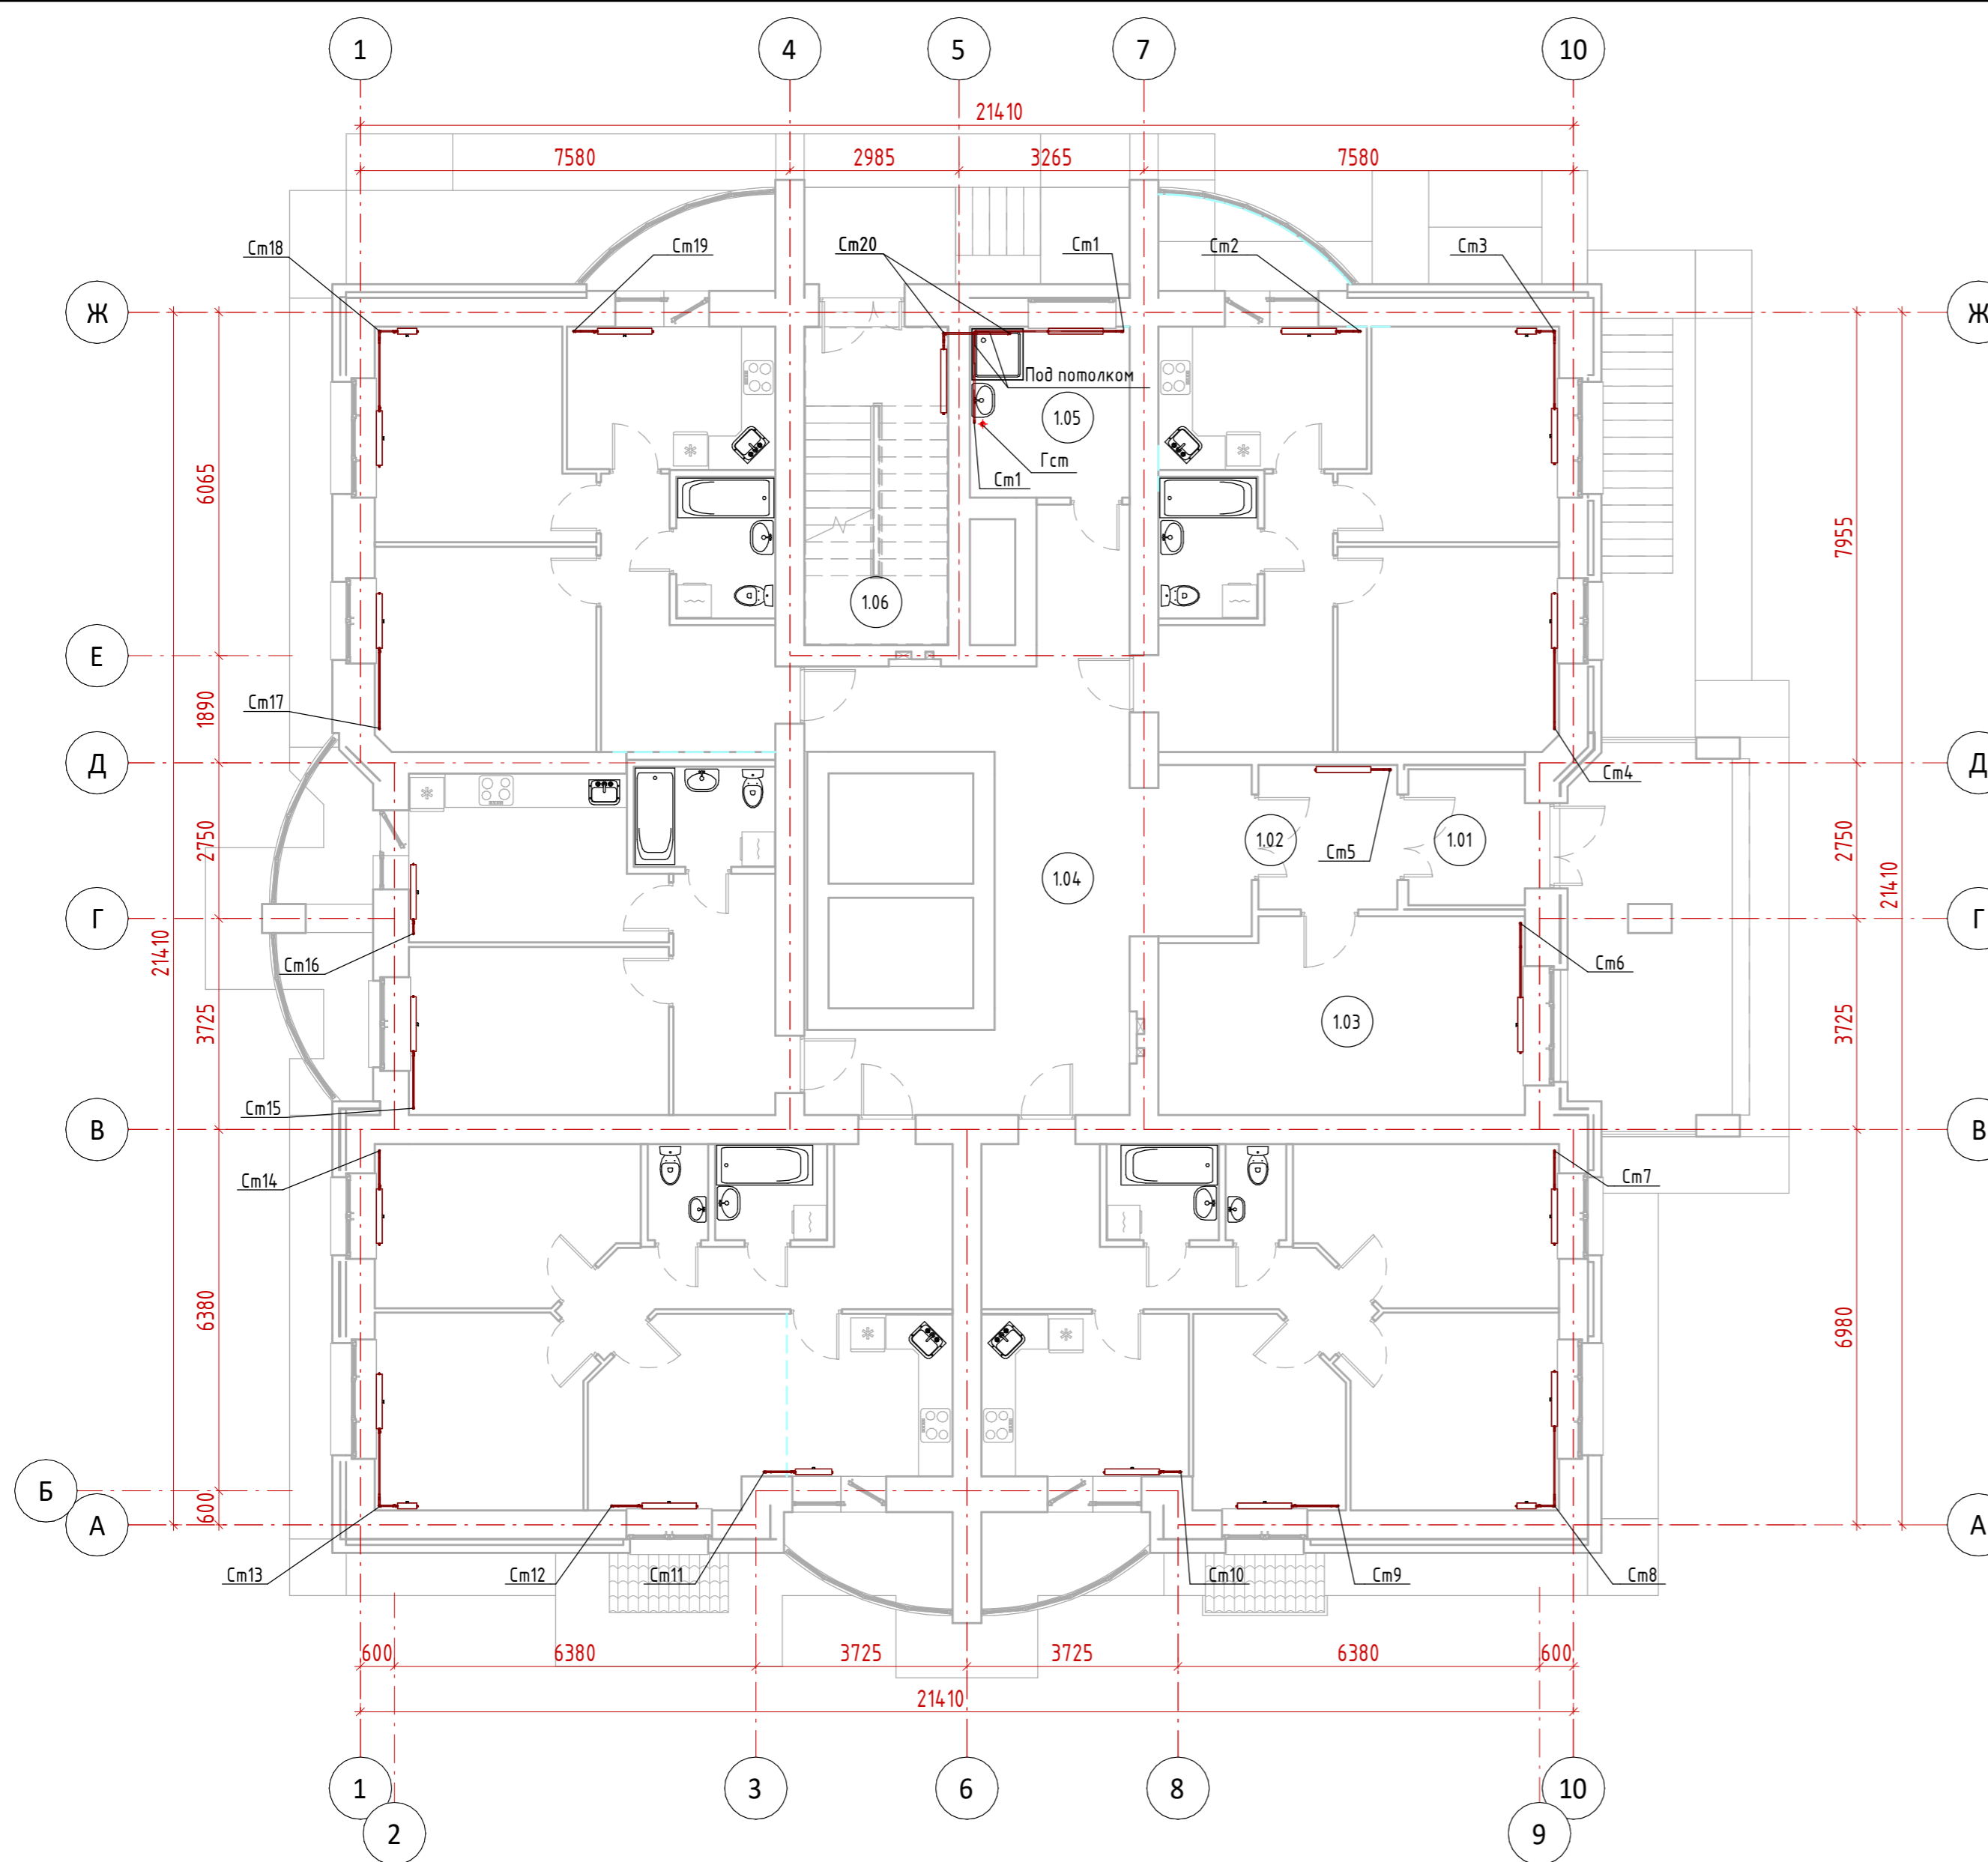 1
4
5
7
10
21410
7580
2985
3265
7580
Ст18
Ст19
Ст20
Ст1
Ст2
Ст3
Ж
Ж
Под потолком
1.05
Гст
Ст1
6065
7955
1.06
Е
Ст17
1890
Д
Д
Ст4
2750
1.02
1.01
2750
Ст5
1.04
21410
Г
Г
21410
Ст16
Ст6
3725
1.03
3725
Ст15
В
В
Ст14
Ст7
6380
6980
Б
600
А
А
Ст13
Ст12
Ст11
Ст10
Ст9
Ст8
600
6380
3725
3725
6380
600
21410
1
3
6
8
10
2
9